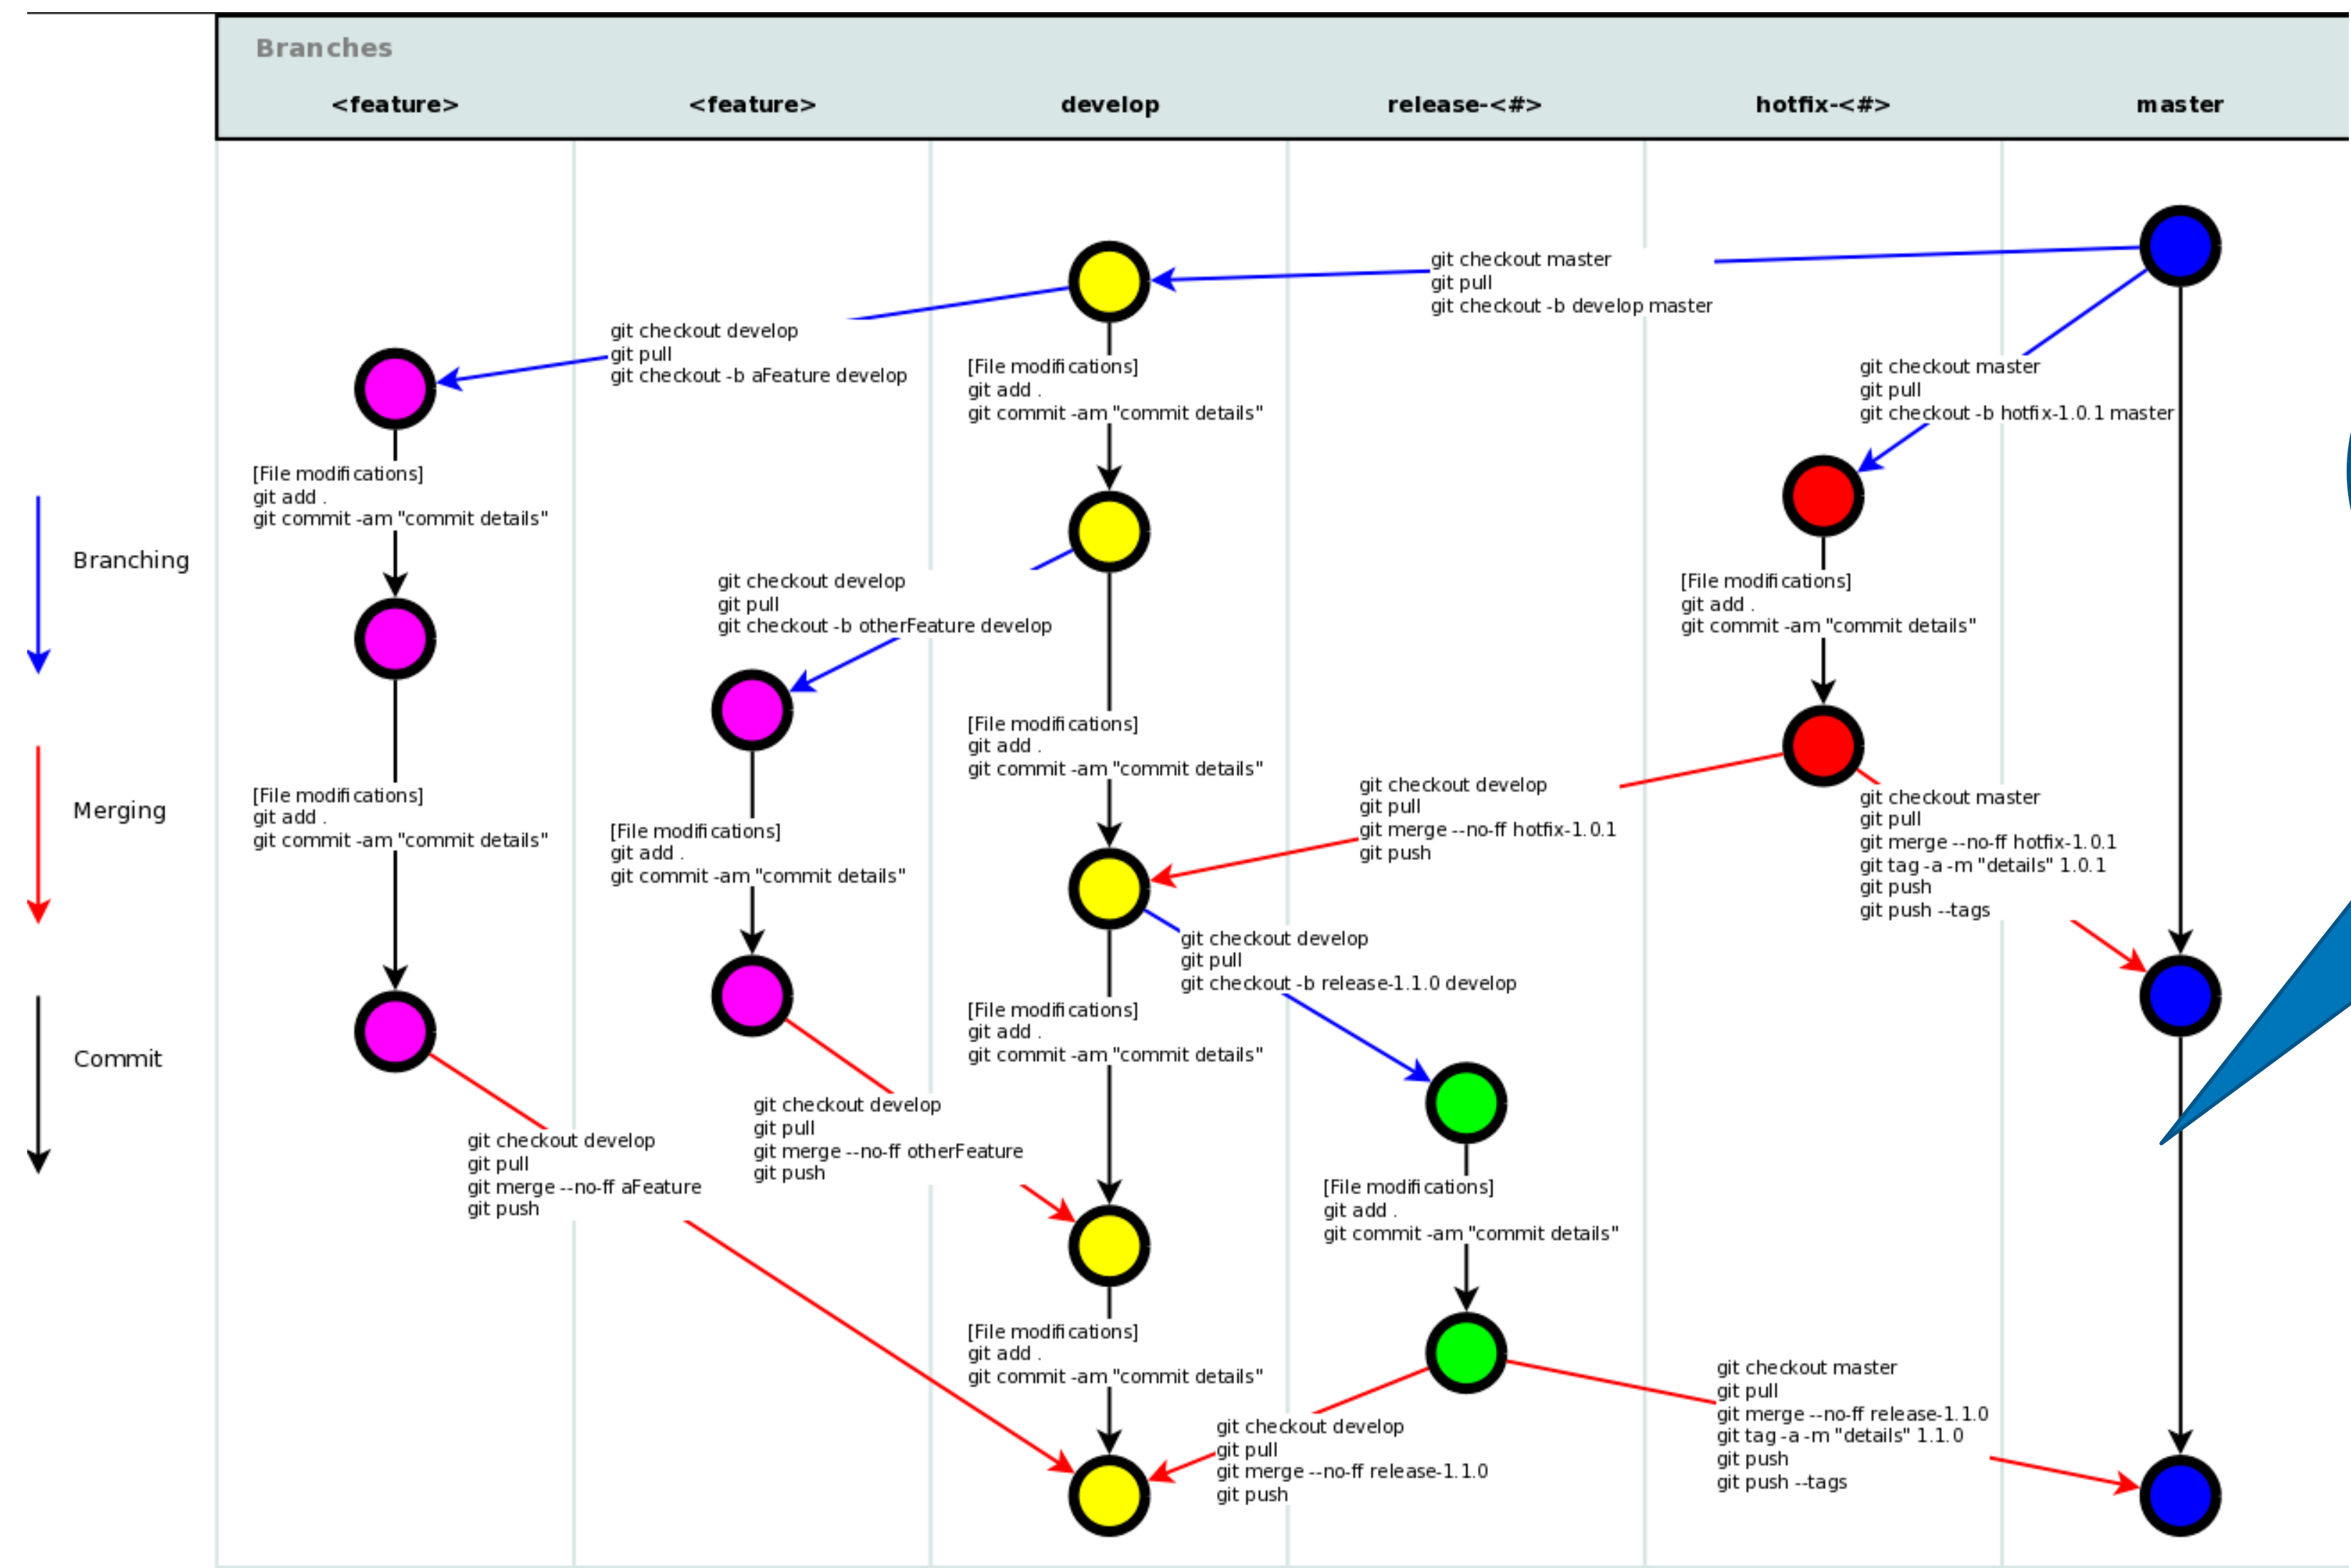 Branches
<feature>
<feature>
develop
release-<#>
hotfix-<#>
master
git checkout master
git pull
git checkout -b develop master
git checkout develop
git pull
git checkout -b aFeature develop
[File modifications]
git add .
git commit -am "commit details"
git checkout master
git pull
git checkout -b hotfix-1.0.1 master
[File modifications]
git add .
git commit -am "commit details"
Branching
git checkout develop
git pull
git checkout -b otherFeature develop
[File modifications]
git add .
git commit -am "commit details"
[File modifications]
git add .
git commit -am "commit details"
git checkout develop
git pull
git merge --no-ff hotfix-1.0.1
git push
git checkout master
git pull
git merge --no-ff hotfix-1.0.1
git tag -a -m "details" 1.0.1
git push
git push --tags
Merging
[File modifications]
git add .
git commit -am "commit details"
[File modifications]
git add .
git commit -am "commit details"
git checkout develop
git pull
git checkout -b release-1.1.0 develop
[File modifications]
git add .
git commit -am "commit details"
Commit
git checkout develop
git pull
git merge --no-ff otherFeature
git push
git checkout develop
git pull
git merge --no-ff aFeature
git push
[File modifications]
git add .
git commit -am "commit details"
[File modifications]
git add .
git commit -am "commit details"
git checkout develop
git pull
git merge --no-ff release-1.1.0
git push
git checkout master
git pull
git merge --no-ff release-1.1.0
git tag -a -m "details" 1.1.0
git push
git push --tags